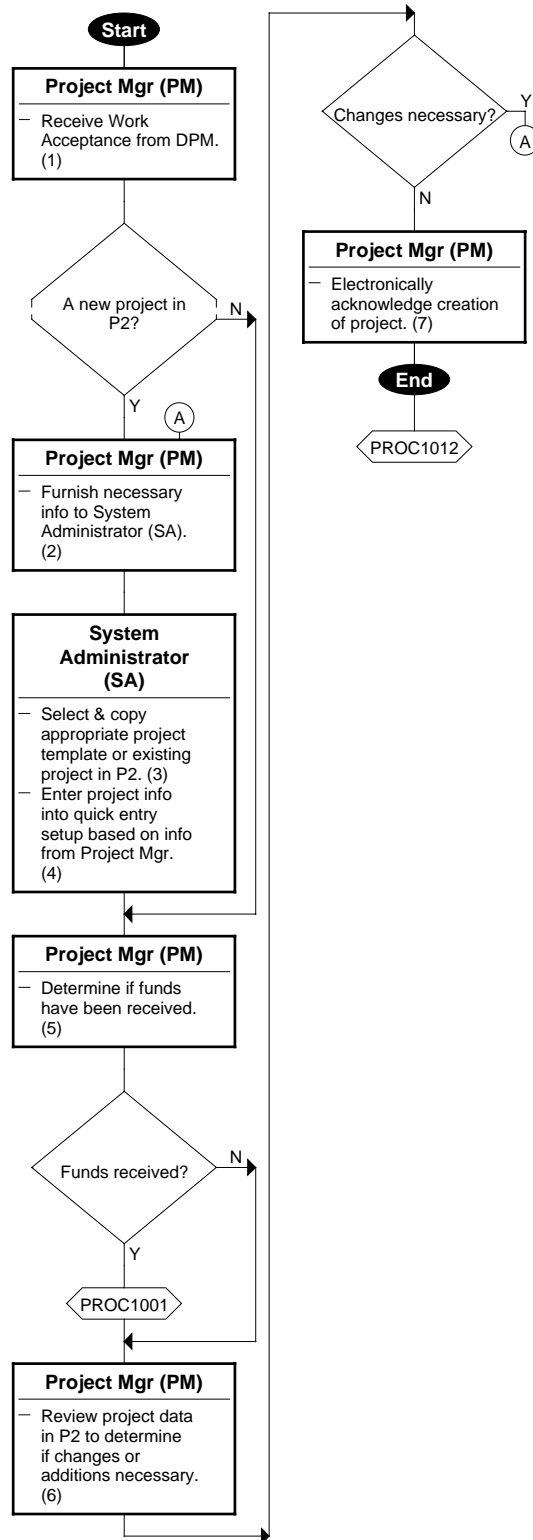 Start
Project Mgr (PM)
— Receive Work
Acceptance from DPM.
(1)
A new project in
P2?
N
Y
A
Project Mgr (PM)
— Furnish necessary
info to System
Administrator (SA).
(2)
System
Administrator
(SA)
— Select & copy
appropriate project
template or existing
project in P2. (3)
— Enter project info
into quick entry
setup based on info
from Project Mgr.
(4)
Project Mgr (PM)
— Determine if funds
have been received.
(5)
Funds received?
N
Y
PROC1001
Project Mgr (PM)
— Review project data
in P2 to determine
if changes or
additions necessary.
(6)
Changes necessary?
Y
A
N
Project Mgr (PM)
— Electronically
acknowledge creation
of project. (7)
End
PROC1012